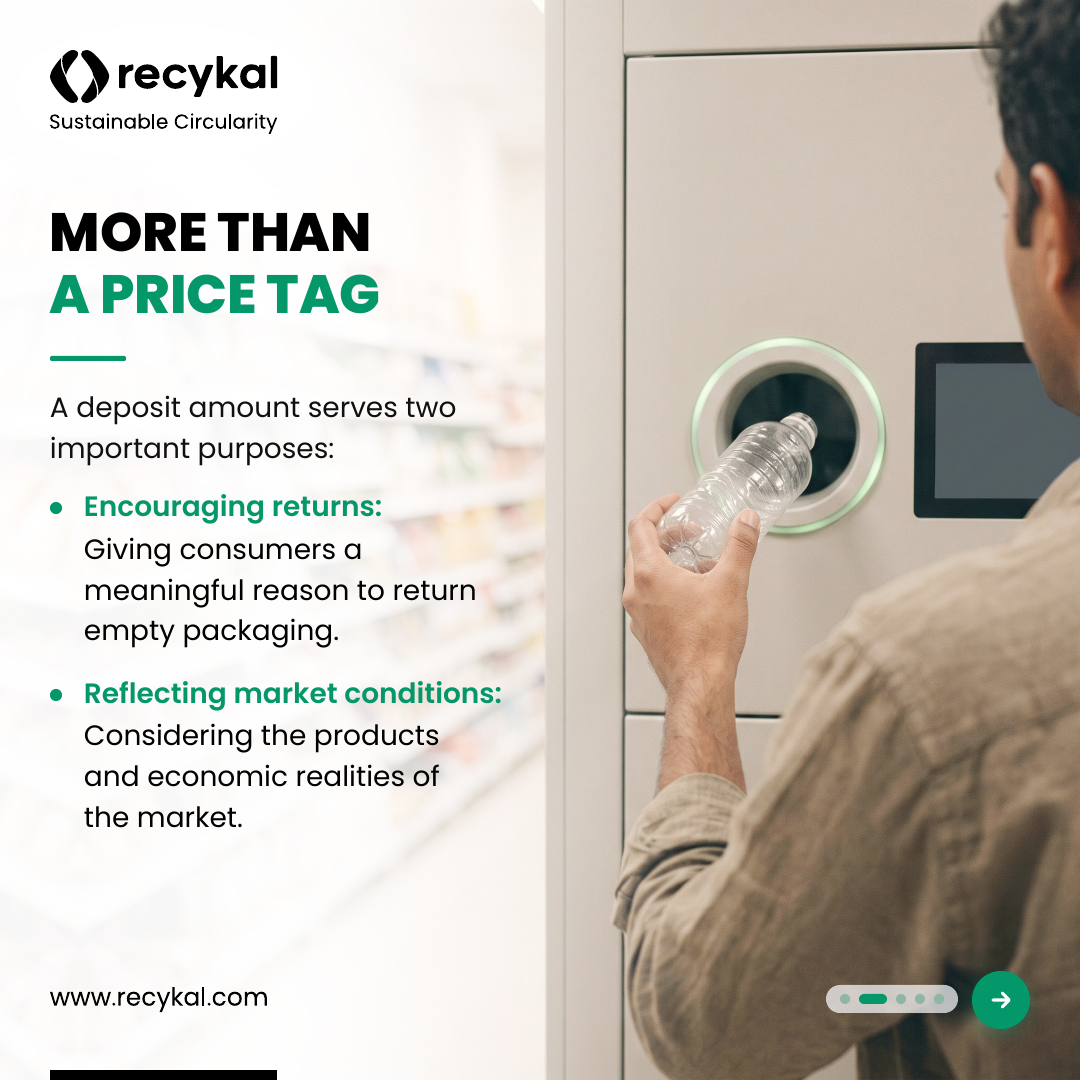 recykal
Sustainable Circularity
MORE THAN
A PRICE TAG
A deposit amount serves two
important purposes:
• Encouraging returns:
Giving consumers a
meaningful reason to return
empty packaging.
• Reflecting market conditions:
Considering the products
and economic realities of
the market.
www.recykal.com